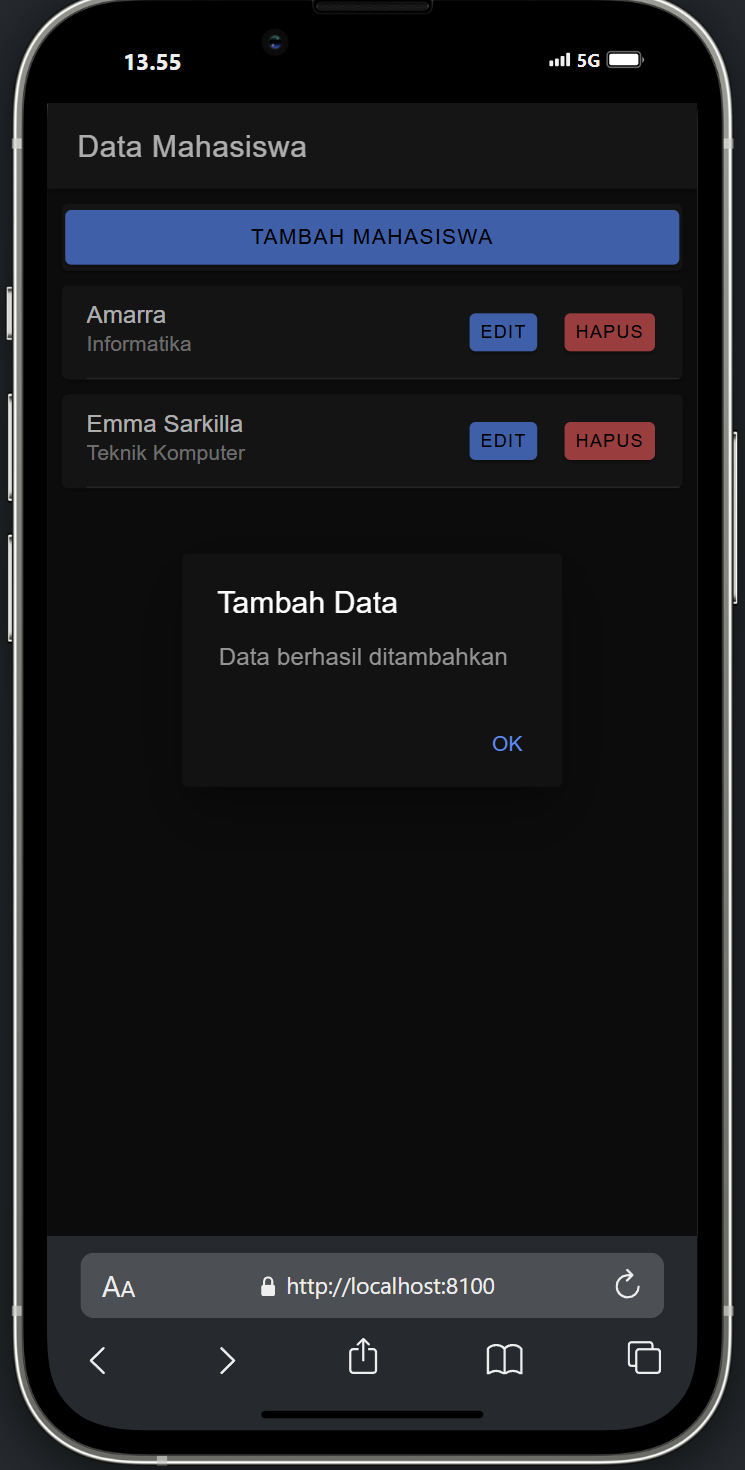 13.55
5G
Data Mahasiswa
TAMBAH MAHASISWA
Amarra
Informatika
EDIT
HAPUS
Emma Sarkilla
Teknik Komputer
EDIT
HAPUS
Tambah Data
Data berhasil ditambahkan
OK
AA
http://localhost:8100